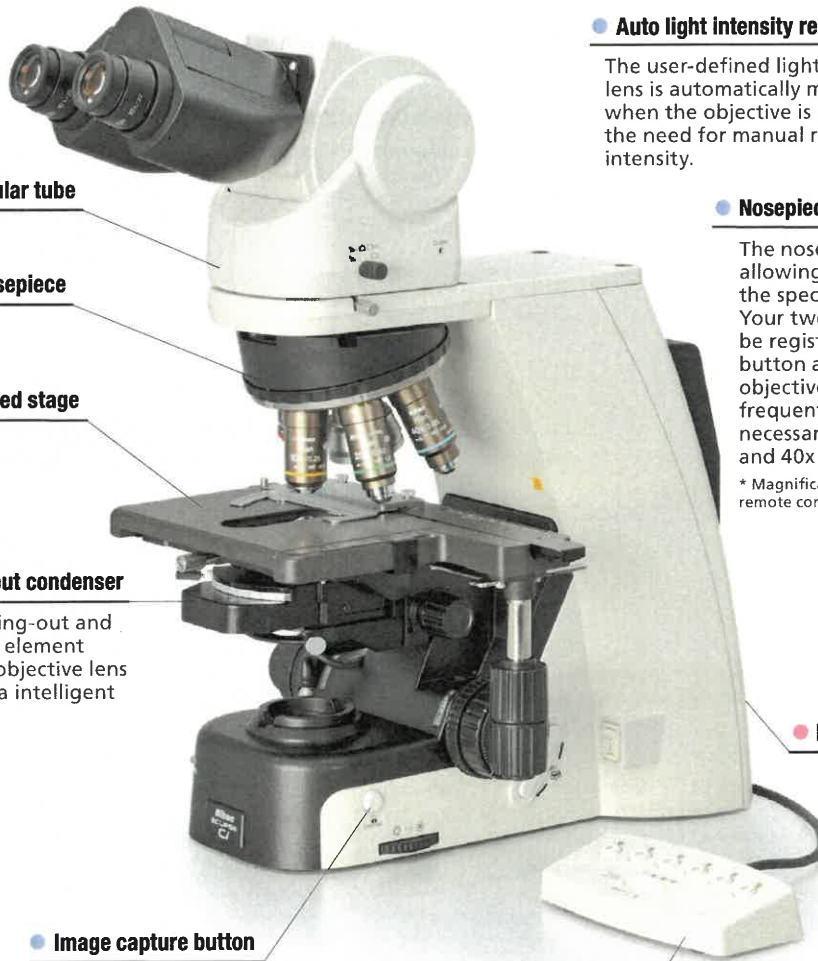 Auto light intensity re
The user-defined light
lens is automatically m
when the objective is
the need for manual r
intensity.
ular tube
Nosepiec
The nose
allowing
the spec
Your two
be regist
button a
objective
frequent
necessar
and 40x
* Magnifica
remote con
sepiece
ed stage
out condenser
ing-out and
element
objective lens
a intelligent
Nikon
ECLIPSE
Ci
Image capture button